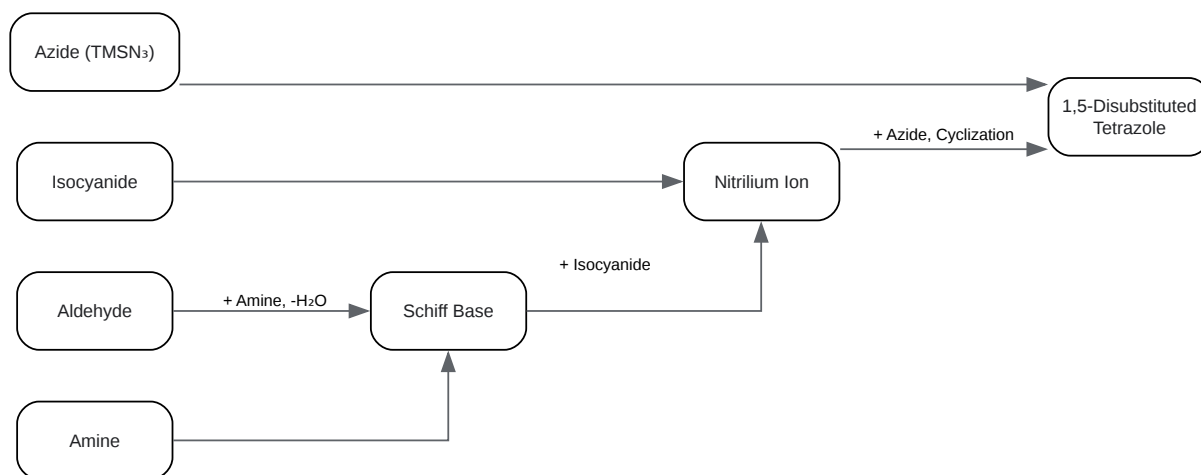 Azide (TMSN₃)
1,5-Disubstituted
Tetrazole
+ Azide, Cyclization
Isocyanide
Nitrilium Ion
+ Isocyanide
Aldehyde
+ Amine, -H₂O
Schiff Base
Amine